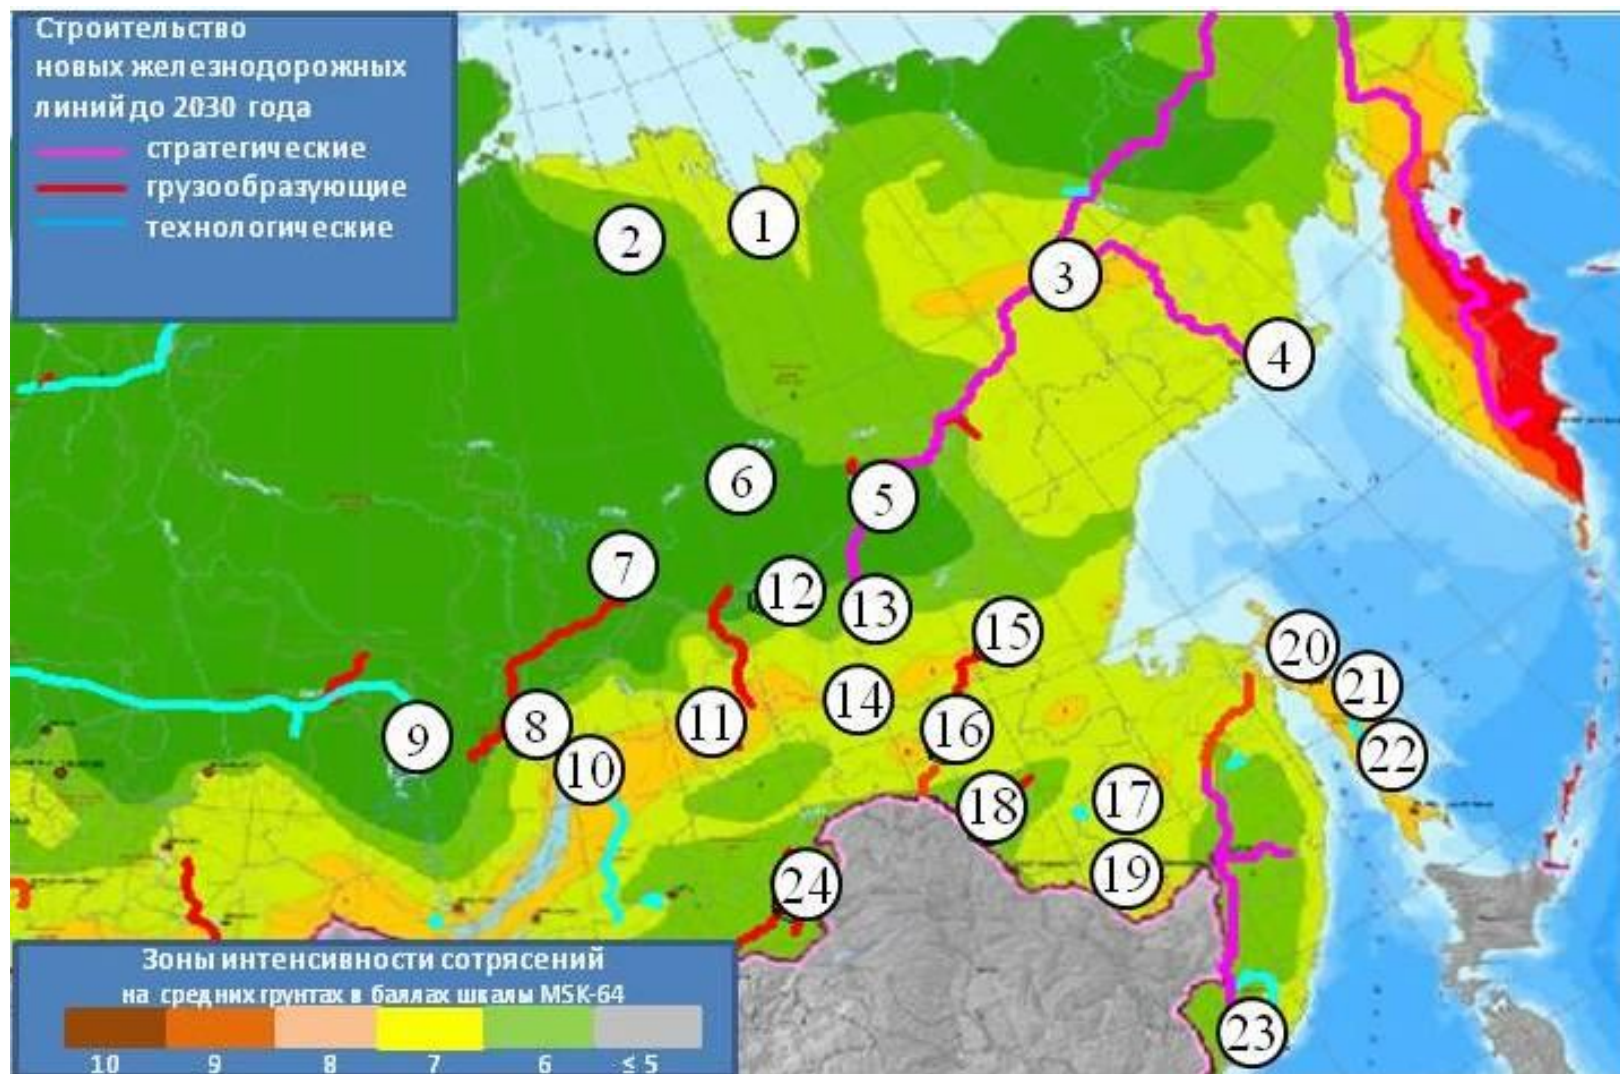 Строительство
новых железнодорожных
линий до 2030 года
стратегические
грузообразующие
технологические
1
2
3
4
5
6
7
12
13
15
20
14
21
11
16
8
9
22
10
17
18
19
24
23
Зоны интенсивности сотрясений
на средних грунтах в баллах шкалы MSK-64
10 9 8 7 6 ≤ 5